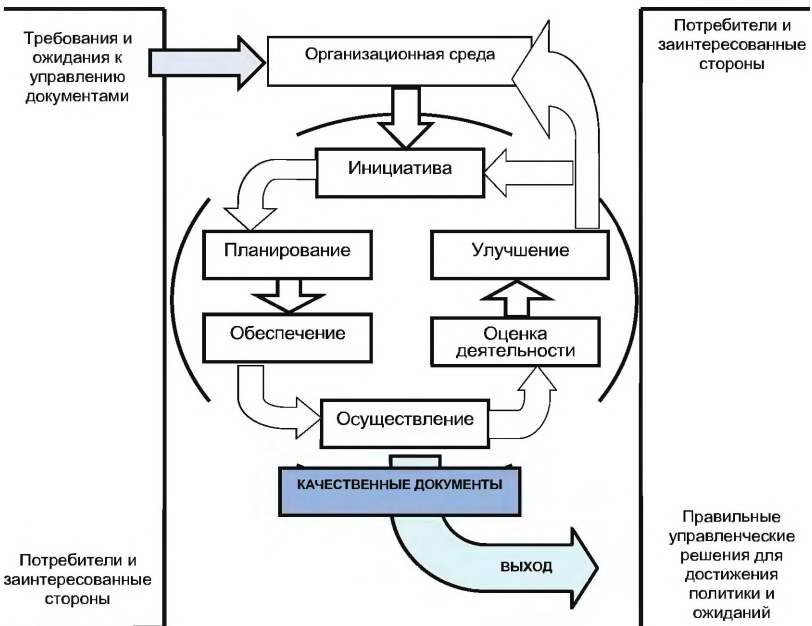 Требования и
ожидания к
управлению
документами
Организационная среда
Потребители и
заинтересованные
стороны
Инициатива
Планирование
Улучшение
Обеспечение
Оценка
деятельности
Осуществление
КАЧЕСТВЕННЫЕ ДОКУМЕНТЫ
ВЫХОД
Потребители и
заинтересованные
стороны
Правильные
управленческие
решения для
достижения
политики и
ожиданий